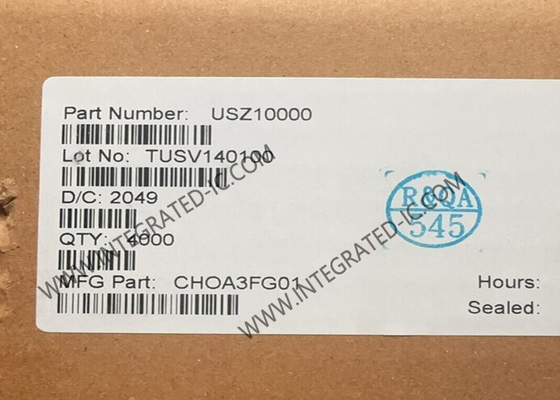 Part Number: USZ10000
Lot No: TUSV140100
D/C: 2049
QTY: 4000
MFG Part: CHOA3FG01
R&QA
545
Hours:
Sealed:
WWW.INTEGRATED-IC.COM
WWW.INTEGRATED-IC.COM